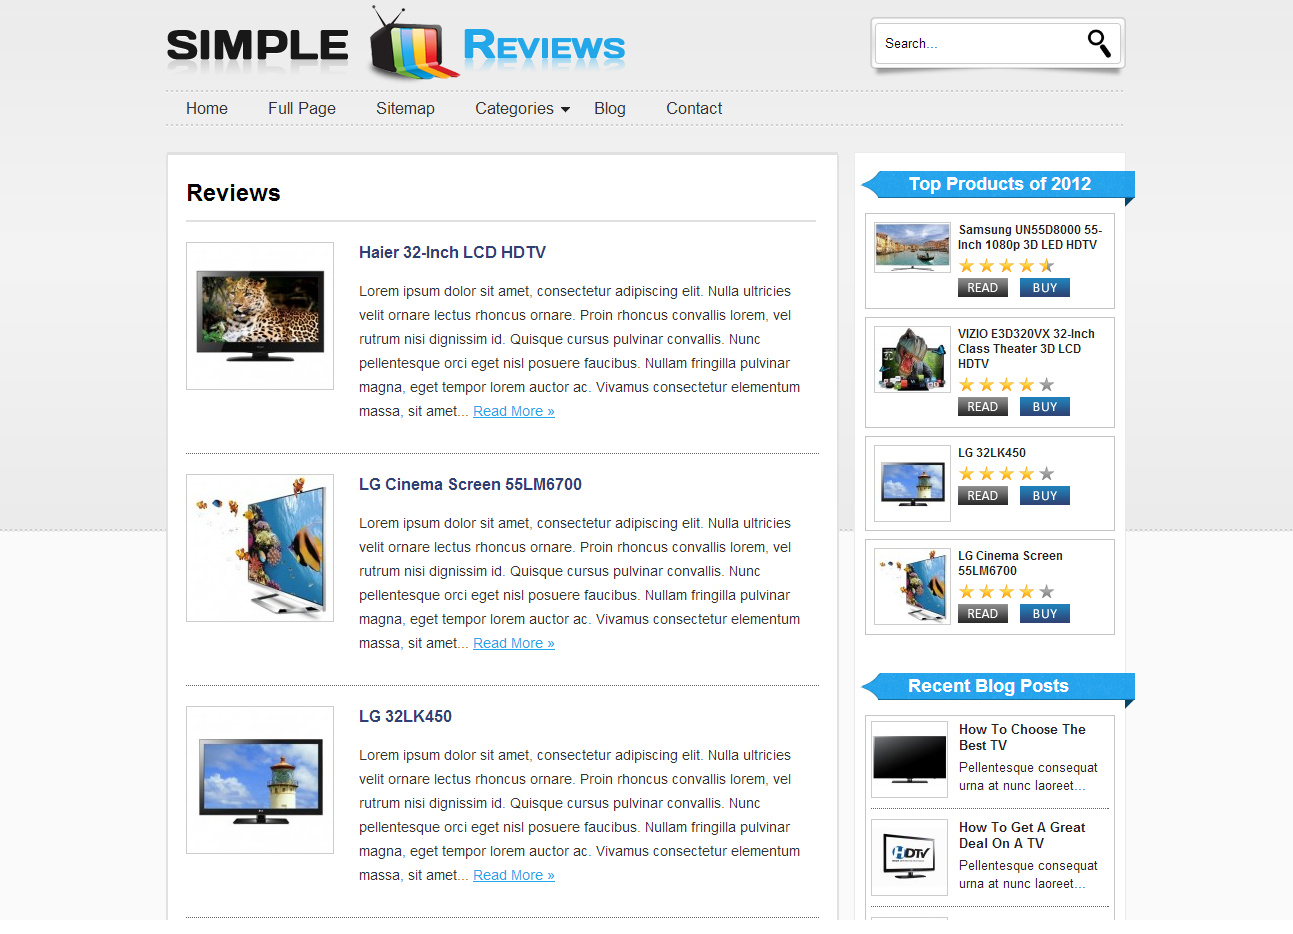 SIMPLE REVIEWS
Search...
Home Full Page Sitemap Categories Blog Contact
Reviews
Haier 32-Inch LCD HDTV
Lorem ipsum dolor sit amet, consectetur adipiscing elit. Nulla ultricies
velit ornare lectus rhoncus ornare. Proin rhoncus convallis lorem, vel
rutrum nisi dignissim id. Quisque cursus pulvinar convallis. Nunc
pellentesque orci eget nisl posuere faucibus. Nullam fringilla pulvinar
magna, eget tempor lorem auctor ac. Vivamus consectetur elementum
massa, sit amet... Read More »
LG Cinema Screen 55LM6700
Lorem ipsum dolor sit amet, consectetur adipiscing elit. Nulla ultricies
velit ornare lectus rhoncus ornare. Proin rhoncus convallis lorem, vel
rutrum nisi dignissim id. Quisque cursus pulvinar convallis. Nunc
pellentesque orci eget nisl posuere faucibus. Nullam fringilla pulvinar
magna, eget tempor lorem auctor ac. Vivamus consectetur elementum
massa, sit amet... Read More »
LG 32LK450
Lorem ipsum dolor sit amet, consectetur adipiscing elit. Nulla ultricies
velit ornare lectus rhoncus ornare. Proin rhoncus convallis lorem, vel
rutrum nisi dignissim id. Quisque cursus pulvinar convallis. Nunc
pellentesque orci eget nisl posuere faucibus. Nullam fringilla pulvinar
magna, eget tempor lorem auctor ac. Vivamus consectetur elementum
massa, sit amet... Read More »
Top Products of 2012
Samsung UN55D8000 55-
Inch 1080p 3D LED HDTV
READ BUY
3D
VIZIO E3D320VX 32-Inch
Class Theater 3D LCD
HDTV
READ BUY
LG 32LK450
READ BUY
LG Cinema Screen
55LM6700
READ BUY
Recent Blog Posts
How To Choose The
Best TV
Pellentesque consequat
urna at nunc laoreet...
HDTV
How To Get A Great
Deal On A TV
Pellentesque consequat
urna at nunc laoreet...